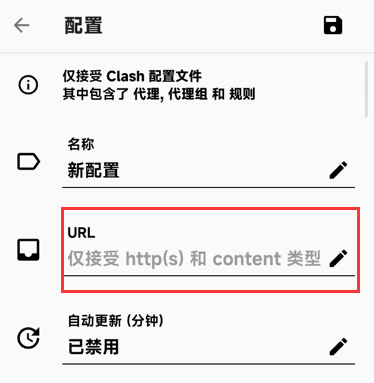 配置
仅接受 Clash 配置文件
其中包含了 代理, 代理组 和 规则
名称
新配置
URL
仅接受 http(s) 和 content 类型
自动更新 (分钟)
已禁用